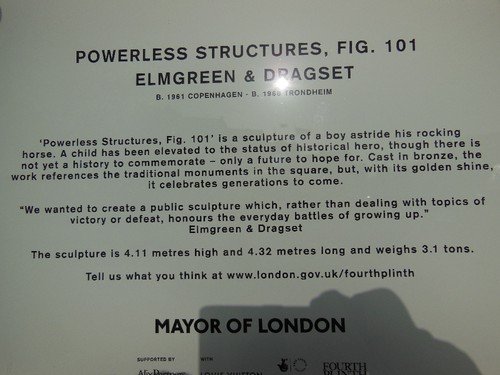 POWERLESS STRUCTURES, FIG. 101
ELMGREEN & DRAGSET
B. 1961 COPENHAGEN - B. 1969 TRONDHEIM
'Powerless Structures, Fig. 101' is a sculpture of a boy astride his rocking
horse. A child has been elevated to the status of historical hero, though there is
not yet a history to commemorate – only a future to hope for. Cast in bronze, the
work references the traditional monuments in the square, but, with its golden shine,
it celebrates generations to come.
"We wanted to create a public sculpture which, rather than dealing with topics of
victory or defeat, honours the everyday battles of growing up."
Elmgreen & Dragset
The sculpture is 4.11 metres high and 4.32 metres long and weighs 3.1 tons.
Tell us what you think at www.london.gov.uk/fourthplinth
MAYOR OF LONDON
SUPPORTED BY WITH
LOUIS VUITTON FOURTH
PLINTH